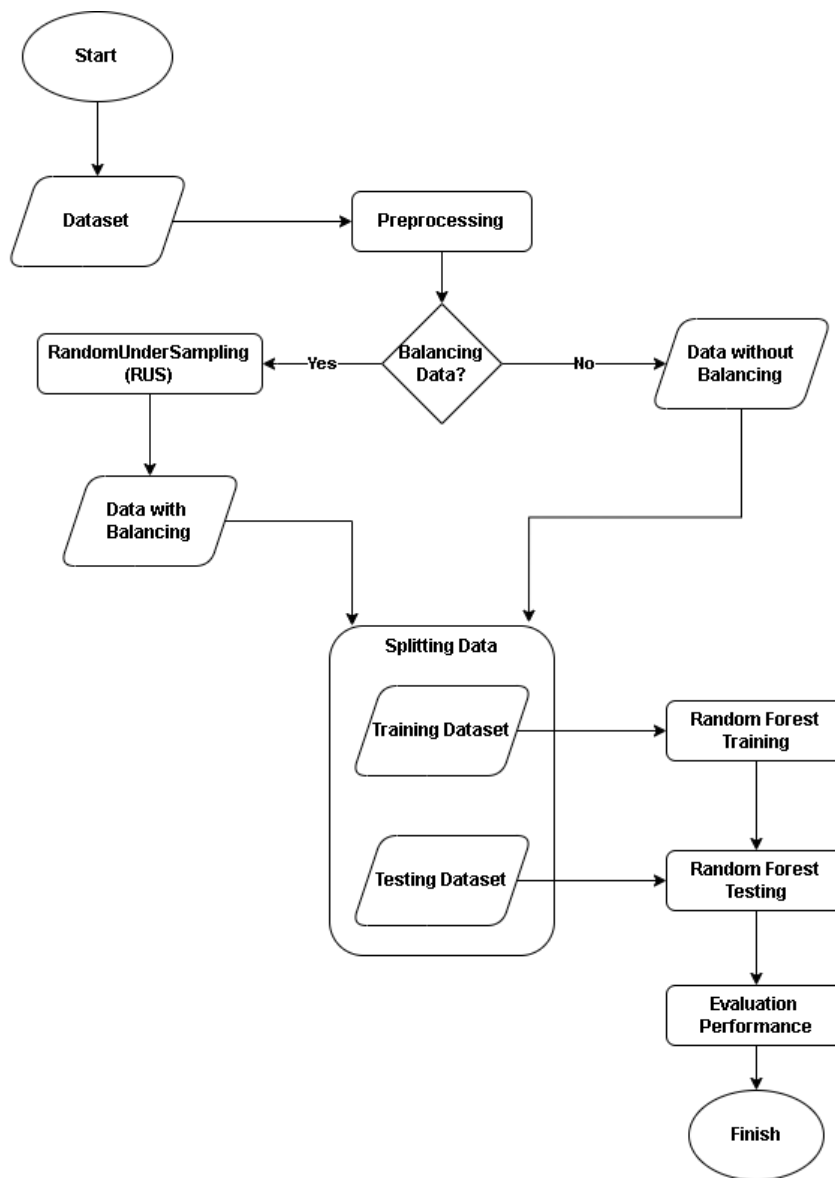 Start
Dataset
Preprocessing
RandomUnderSampling
(RUS)
Yes
Balancing
Data?
No
Data without
Balancing
Data with
Balancing
Splitting Data
Training Dataset
Random Forest
Training
Testing Dataset
Random Forest
Testing
Evaluation
Performance
Finish